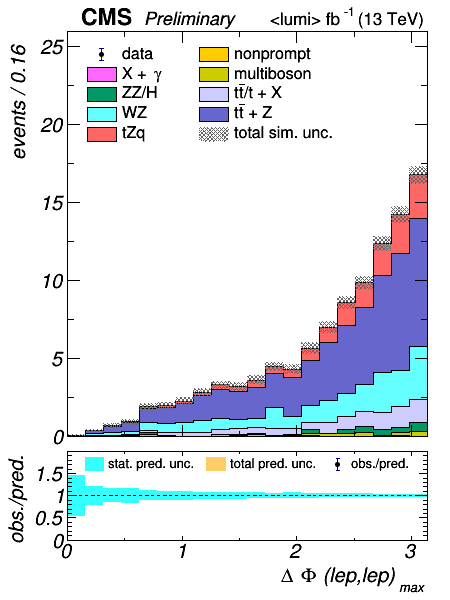 CMS Preliminary <lumi> fb⁻¹ (13 TeV)
events / 0.16
25
20
15
10
5
0
data
X + γ
ZZ/H
WZ
tZq
nonprompt
multiboson
tt̄/t + X
tt̄ + Z
total sim. unc.
obs./pred.
1.5
1
0.5
0
stat. pred. unc. total pred. unc. obs./pred.
0 1 2 3
Δ Φ (lep,lep) max